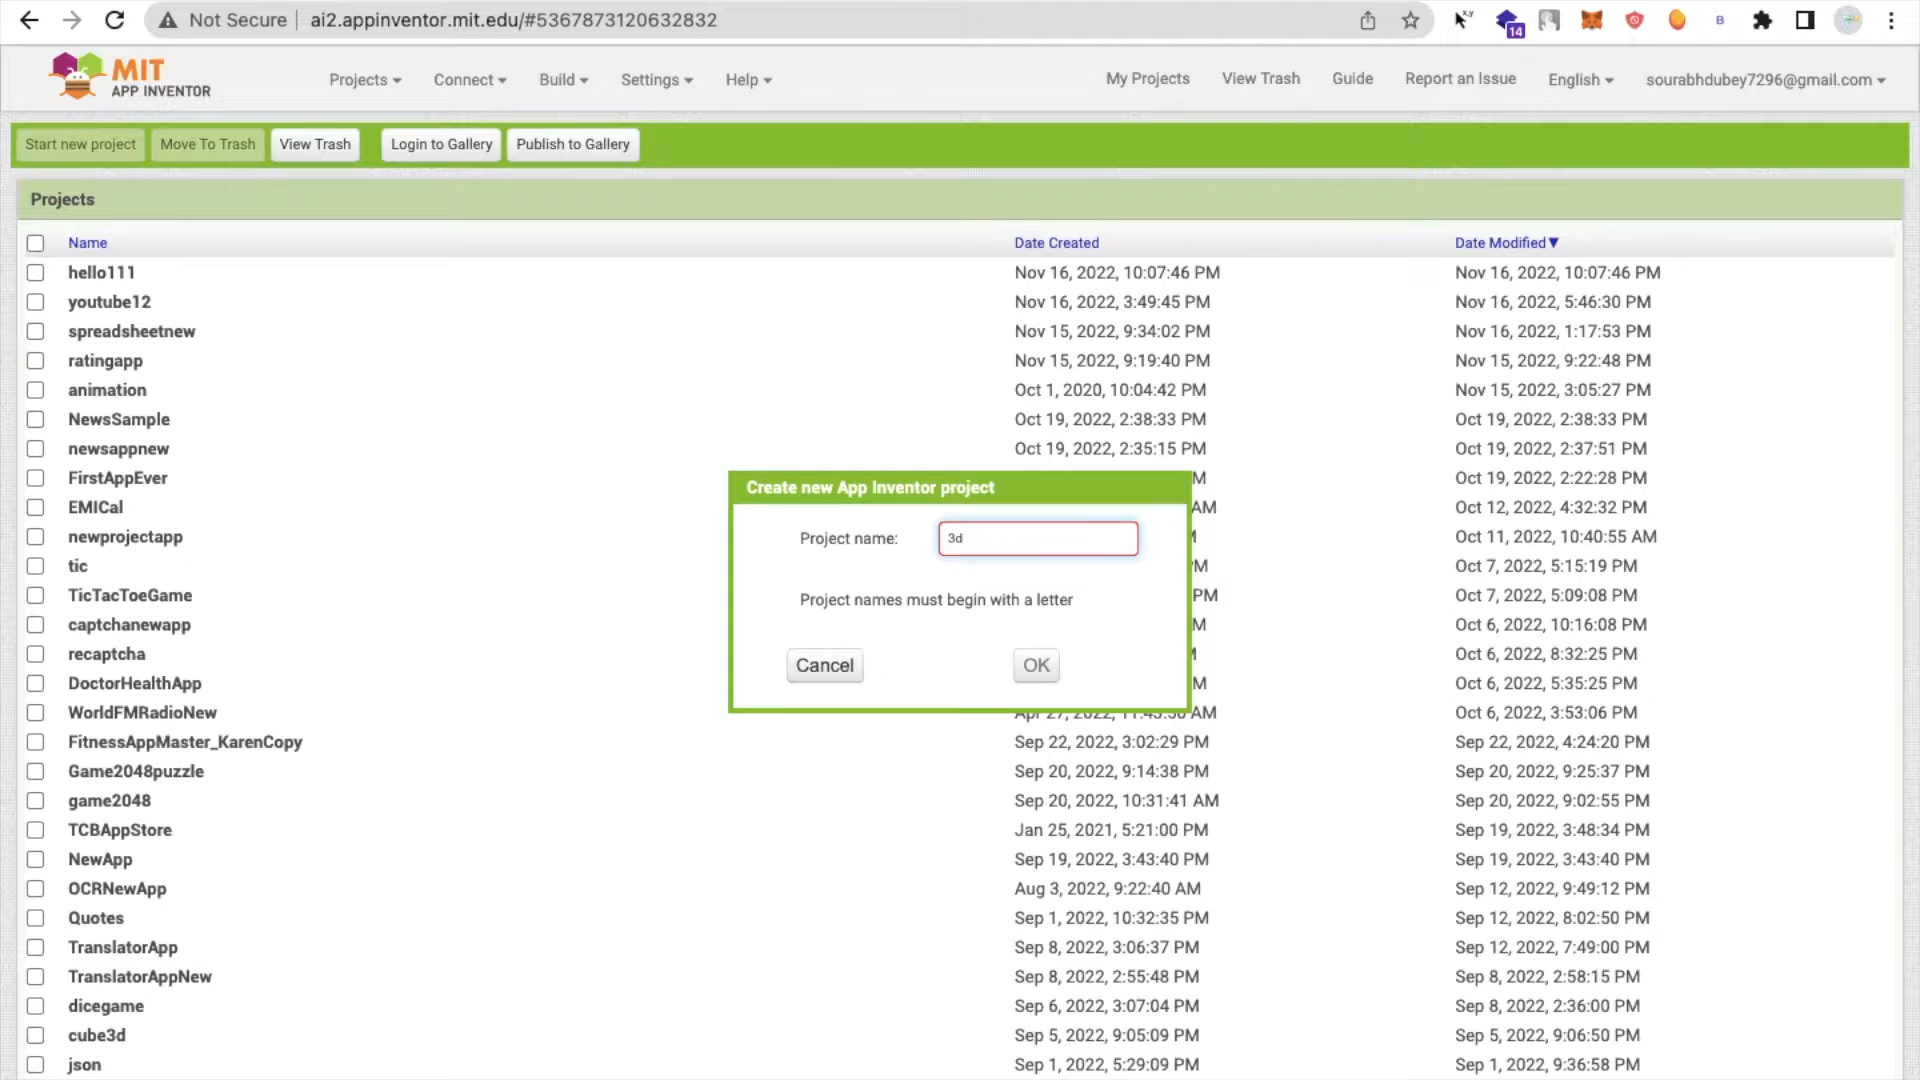 Not Secure | ai2.appinventor.mit.edu/#5367873120632832
14
B
MIT
APP INVENTOR
Projects Connect Build Settings Help My Projects View Trash Guide Report an Issue English sourabhdubey7296@gmail.com
Start new project Move To Trash View Trash Login to Gallery Publish to Gallery
Projects
Name Date Created Date Modified▼
hello111 Nov 16, 2022, 10:07:46 PM Nov 16, 2022, 10:07:46 PM
youtube12 Nov 16, 2022, 3:49:45 PM Nov 16, 2022, 5:46:30 PM
spreadsheetnew Nov 15, 2022, 9:34:02 PM Nov 16, 2022, 1:17:53 PM
ratingapp Nov 15, 2022, 9:19:40 PM Nov 15, 2022, 9:22:48 PM
animation Oct 1, 2020, 10:04:42 PM Nov 15, 2022, 3:05:27 PM
NewsSample Oct 19, 2022, 2:38:33 PM Oct 19, 2022, 2:38:33 PM
newsappnew Oct 19, 2022, 2:35:15 PM Oct 19, 2022, 2:37:51 PM
FirstAppEver Oct 19, 2022, 2:22:28 PM
Create new App Inventor project
EMICal AM Oct 12, 2022, 4:32:32 PM
newprojectapp Oct 11, 2022, 10:40:55 AM
Project name: 3d
tic Oct 7, 2022, 5:15:19 PM
TicTacToeGame PM Oct 7, 2022, 5:09:08 PM
Project names must begin with a letter
captchanewapp Oct 6, 2022, 10:16:08 PM
recaptcha Oct 6, 2022, 8:32:25 PM
Cancel OK
DoctorHealthApp Oct 6, 2022, 5:35:25 PM
WorldFMRadioNew AM Oct 6, 2022, 3:53:06 PM
FitnessAppMaster_KarenCopy Sep 22, 2022, 3:02:29 PM Sep 22, 2022, 4:24:20 PM
Game2048puzzle Sep 20, 2022, 9:14:38 PM Sep 20, 2022, 9:25:37 PM
game2048 Sep 20, 2022, 10:31:41 AM Sep 20, 2022, 9:02:55 PM
TCBAppStore Jan 25, 2021, 5:21:00 PM Sep 19, 2022, 3:48:34 PM
NewApp Sep 19, 2022, 3:43:40 PM Sep 19, 2022, 3:43:40 PM
OCRNewApp Aug 3, 2022, 9:22:40 AM Sep 12, 2022, 9:49:12 PM
Quotes Sep 1, 2022, 10:32:35 PM Sep 12, 2022, 8:02:50 PM
TranslatorApp Sep 8, 2022, 3:06:37 PM Sep 12, 2022, 7:49:00 PM
TranslatorAppNew Sep 8, 2022, 2:55:48 PM Sep 8, 2022, 2:58:15 PM
dicegame Sep 6, 2022, 3:07:04 PM Sep 8, 2022, 2:36:00 PM
cube3d Sep 5, 2022, 9:05:09 PM Sep 5, 2022, 9:06:50 PM
json Sep 1, 2022, 5:29:09 PM Sep 1, 2022, 9:36:58 PM